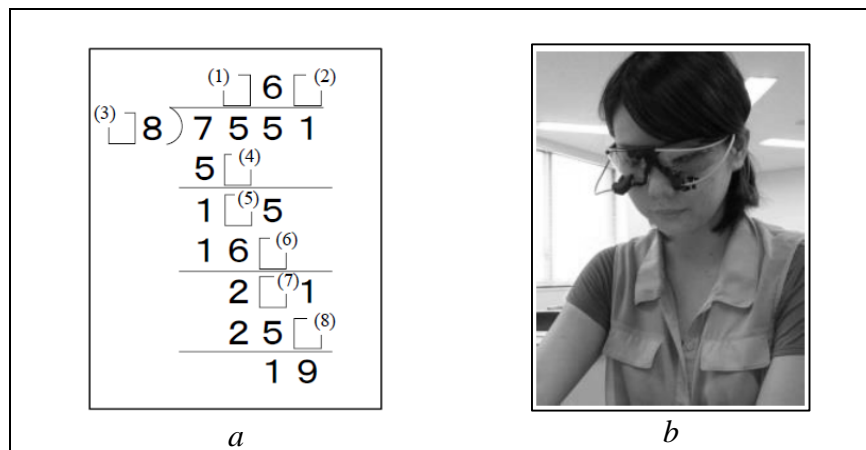 (1) □ 6 □ (2)
(3) □ 8 ) 7 5 5 1
5 □ (4)
1 □ (5) 5
1 6 □ (6)
2 □ (7) 1
2 5 □ (8)
1 9
a
b